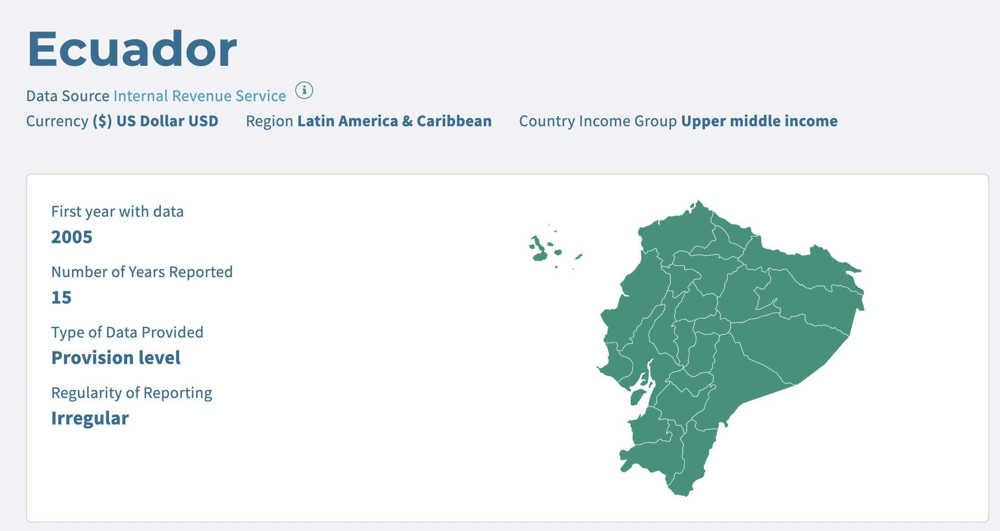 Ecuador
Data Source Internal Revenue Service i
Currency ($) US Dollar USD Region Latin America & Caribbean Country Income Group Upper middle income
First year with data
2005
Number of Years Reported
15
Type of Data Provided
Provision level
Regularity of Reporting
Irregular